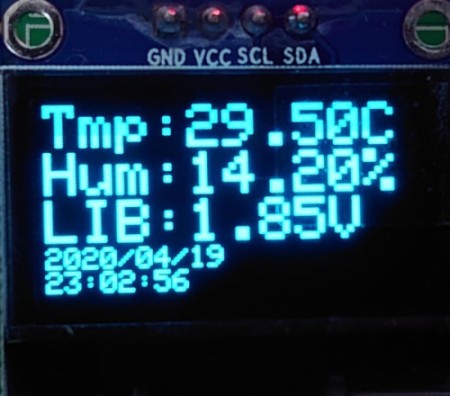 GND VCC SCL SDA
Tmp:29.50C
Hum:14.20%
LIB:1.85V
2020/04/19
23:02:56